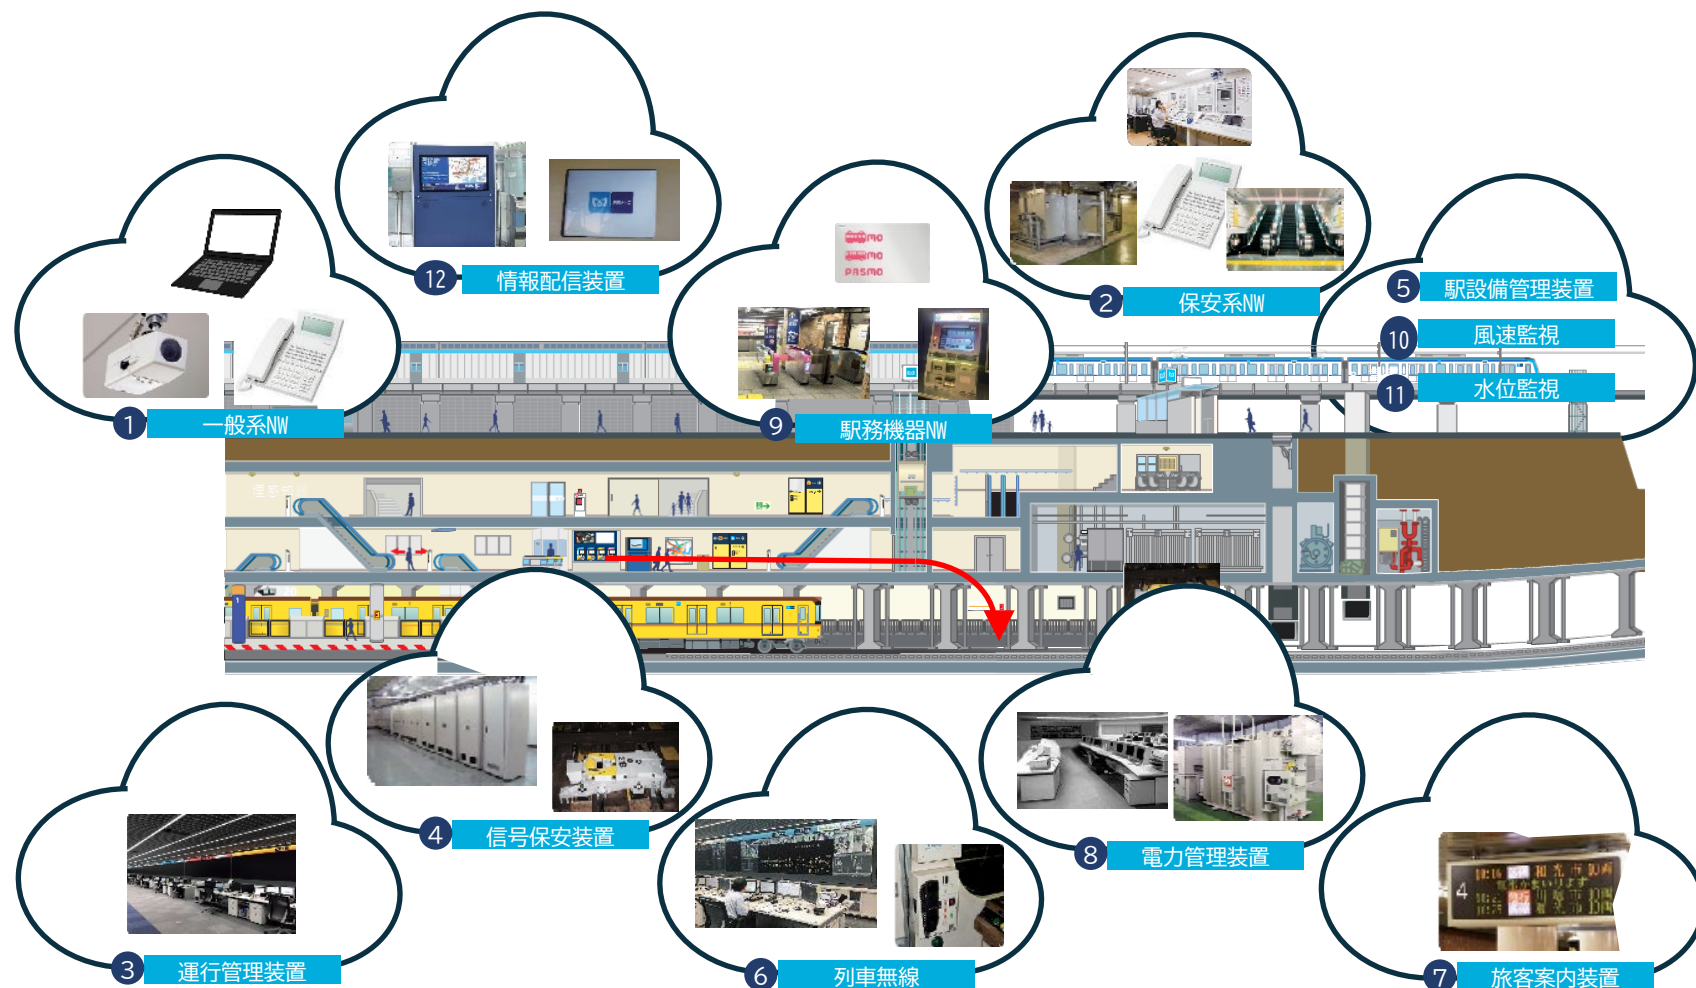 12
情報配信装置
2
保安系NW
5
駅設備管理装置
10
風速監視
11
水位監視
1
一般系NW
mo
mo
PASMO
9
駅務機器NW
4
信号保安装置
8
電力管理装置
3
運行管理装置
6
列車無線
4
7
旅客案内装置